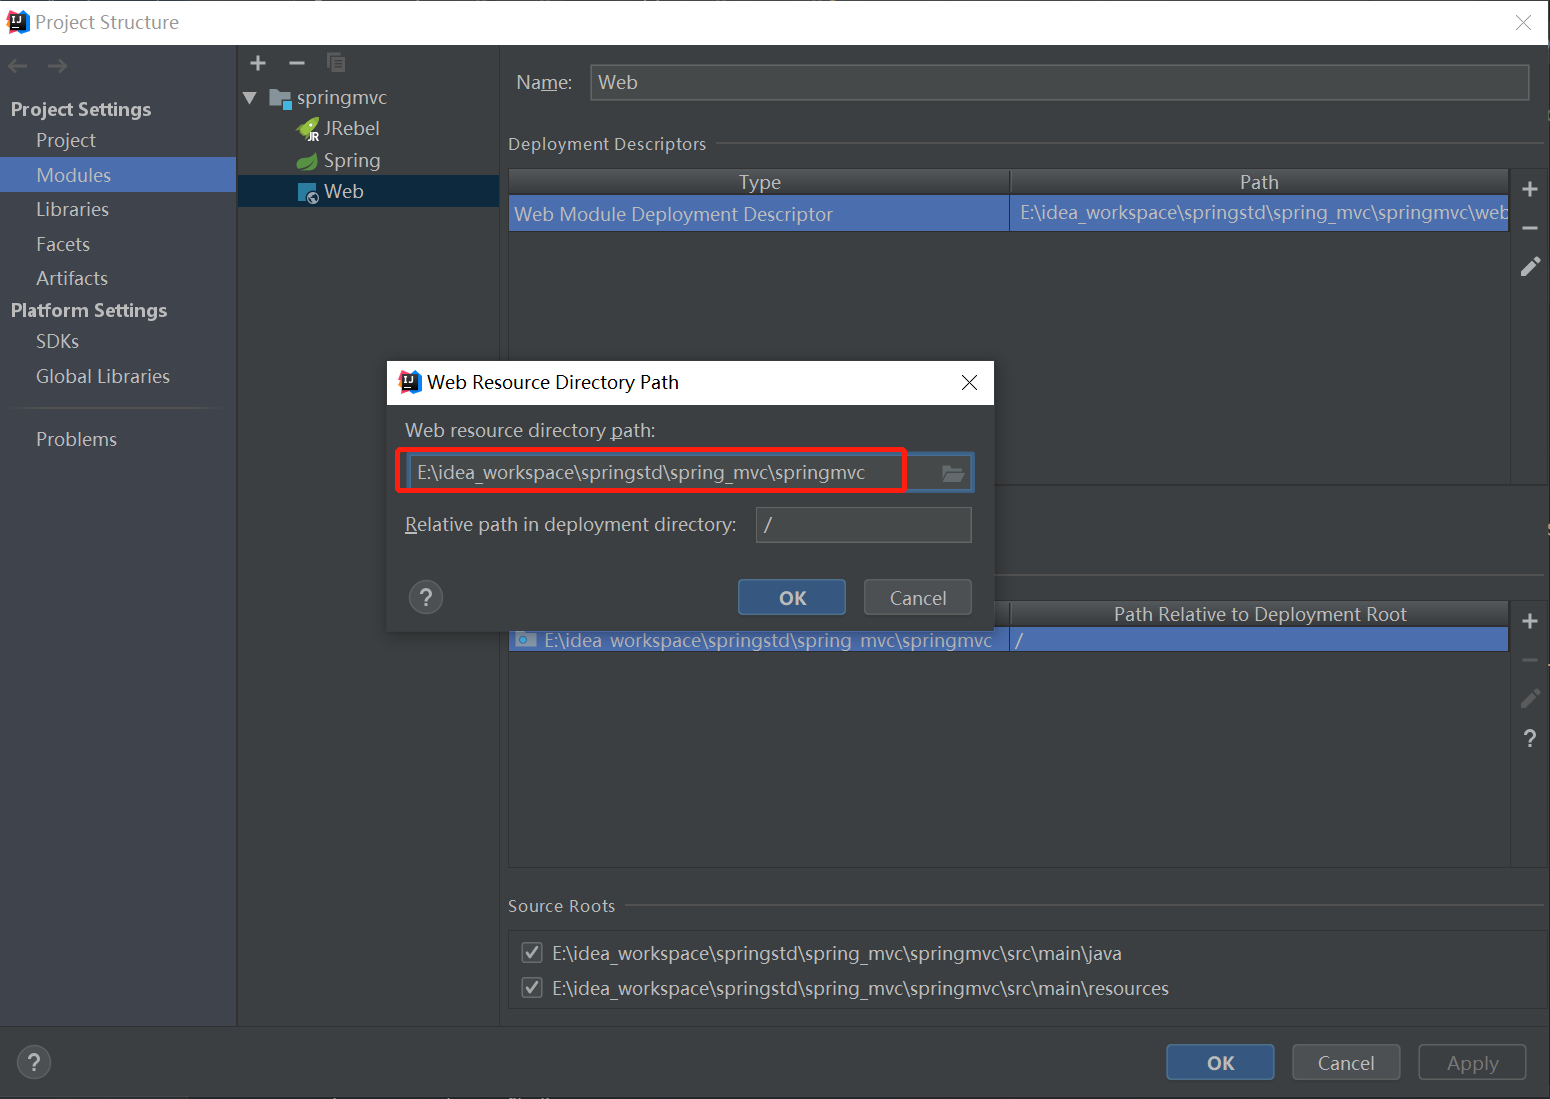 Project Structure
Project Settings
Project
Modules
Libraries
Facets
Artifacts
Platform Settings
SDKs
Global Libraries
Problems
springmvc
JRebel
Spring
Web
Name: Web
Deployment Descriptors
Type Path
Web Module Deployment Descriptor E:\idea_workspace\springstd\spring_mvc\springmvc\web
Web Resource Directory Path
Web resource directory path:
E:\idea_workspace\springstd\spring_mvc\springmvc
Relative path in deployment directory: /
? OK Cancel
Path Relative to Deployment Root
E:\idea_workspace\springstd\spring_mvc\springmvc /
?
Source Roots
E:\idea_workspace\springstd\spring_mvc\springmvc\src\main\java
E:\idea_workspace\springstd\spring_mvc\springmvc\src\main\resources
? OK Cancel Apply